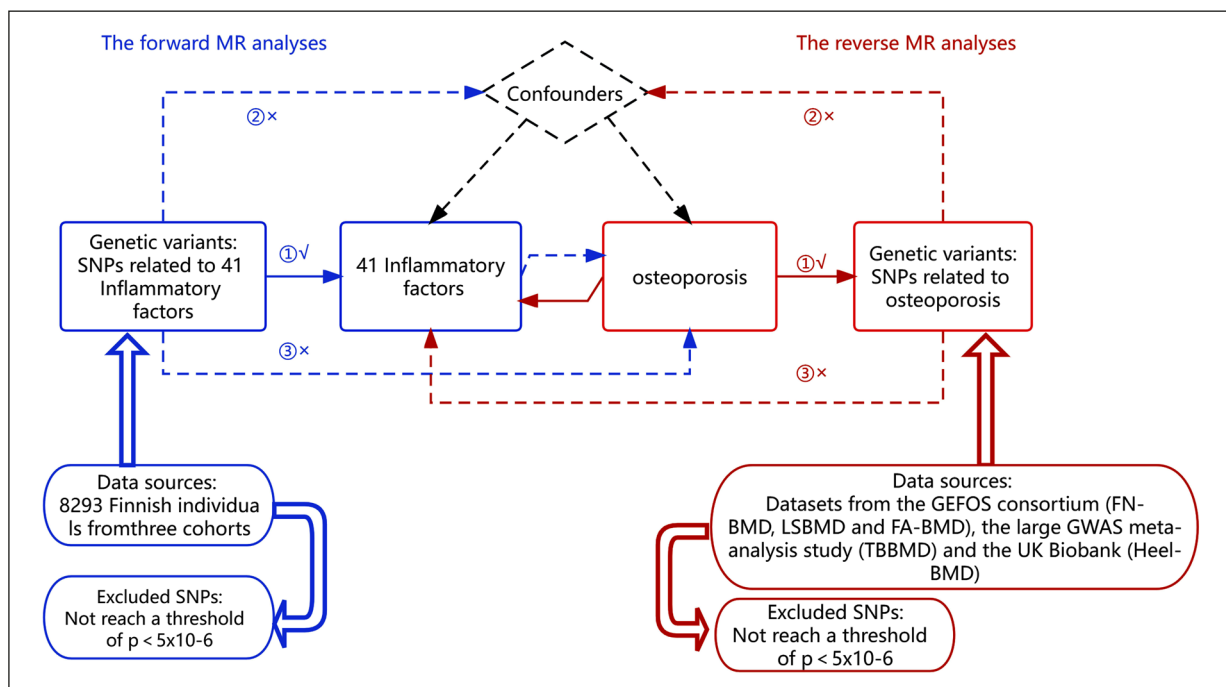 The forward MR analyses
The reverse MR analyses
Confounders
②×
②×
Genetic variants:
SNPs related to 41
Inflammatory
factors
①√
41 Inflammatory
factors
osteoporosis
①√
Genetic variants:
SNPs related to
osteoporosis
③×
③×
Data sources:
8293 Finnish individua
ls fromthree cohorts
Excluded SNPs:
Not reach a threshold
of p < 5x10-6
Data sources:
Datasets from the GEFOS consortium (FN-
BMD, LSBMD and FA-BMD), the large GWAS meta-
analysis study (TBBMD) and the UK Biobank (Heel-
BMD)
Excluded SNPs:
Not reach a threshold
of p < 5x10-6